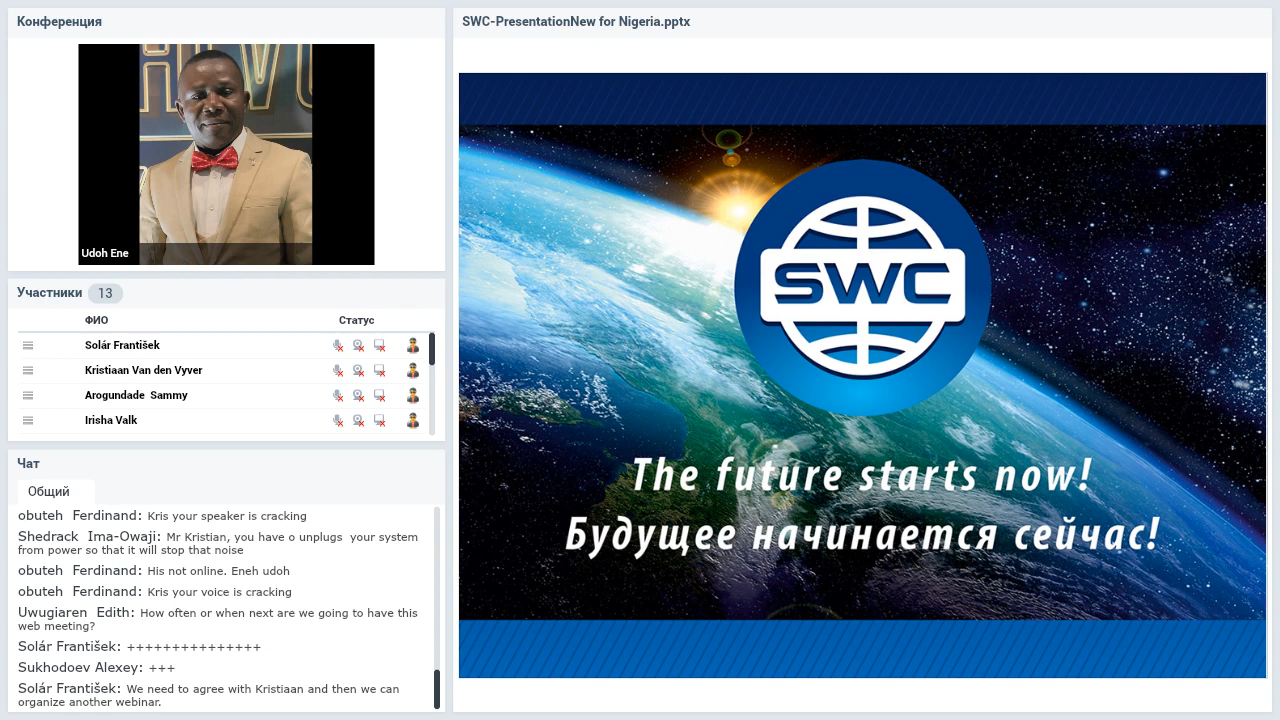 Конференция
Udoh Ene
Участники 13
ФИО Статус
Solár František
Kristiaan Van den Vyver
Arogundade Sammy
Irisha Valk
Чат
Общий
obuteh Ferdinand: Kris your speaker is cracking
Shedrack Ima-Owaji: Mr Kristian, you have o unplugs your system
from power so that it will stop that noise
obuteh Ferdinand: His not online. Eneh udoh
obuteh Ferdinand: Kris your voice is cracking
Uwugiaren Edith: How often or when next are we going to have this
web meeting?
Solár František: +++++++++++++++
Sukhodoev Alexey: +++
Solár František: We need to agree with Kristiaan and then we can
organize another webinar.
SWC-PresentationNew for Nigeria.pptx
SWC
The future starts now!
Будущее начинается сейчас!